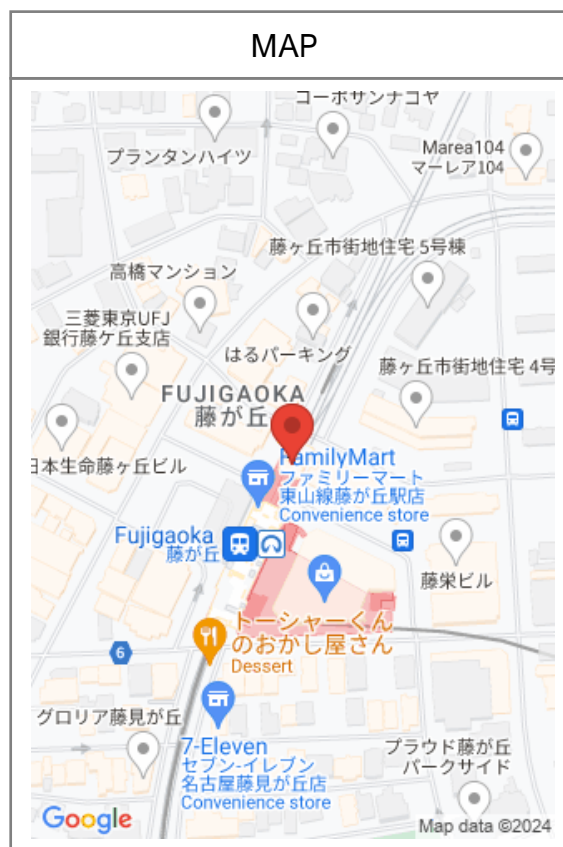 MAP
コーポサンナコヤ
プランタンハイツ
Marea104
マーレア104
藤ヶ丘市街地住宅 5号棟
高橋マンション
三菱東京UFJ
銀行藤ケ丘支店
はるパーキング
藤ヶ丘市街地住宅 4号
FUJIGAOKA
藤が丘
日本生命藤ヶ丘ビル
FamilyMart
ファミリーマート
東山線藤が丘駅店
Convenience store
Fujigaoka
藤が丘
藤栄ビル
トーシャーくん
のおかし屋さん
Dessert
6
グロリア藤見が丘
7-Eleven
セブン-イレブン
名古屋藤見が丘店
Convenience store
プラウド藤が丘
パークサイド
Google
Map data ©2024